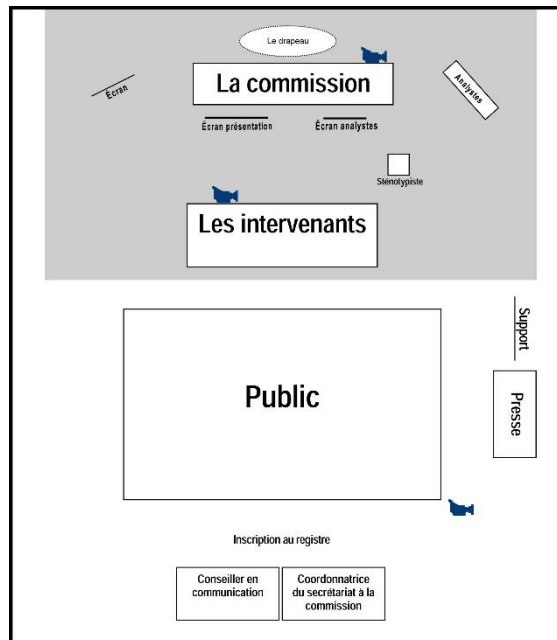 Le drapeau
La commission
Écran
Analystes
Écran présentation
Écran analystes
Sténotypiste
Les intervenants
Support
Public
Presse
Inscription au registre
Conseiller en
communication
Coordonnatrice
du secrétariat à la
commission